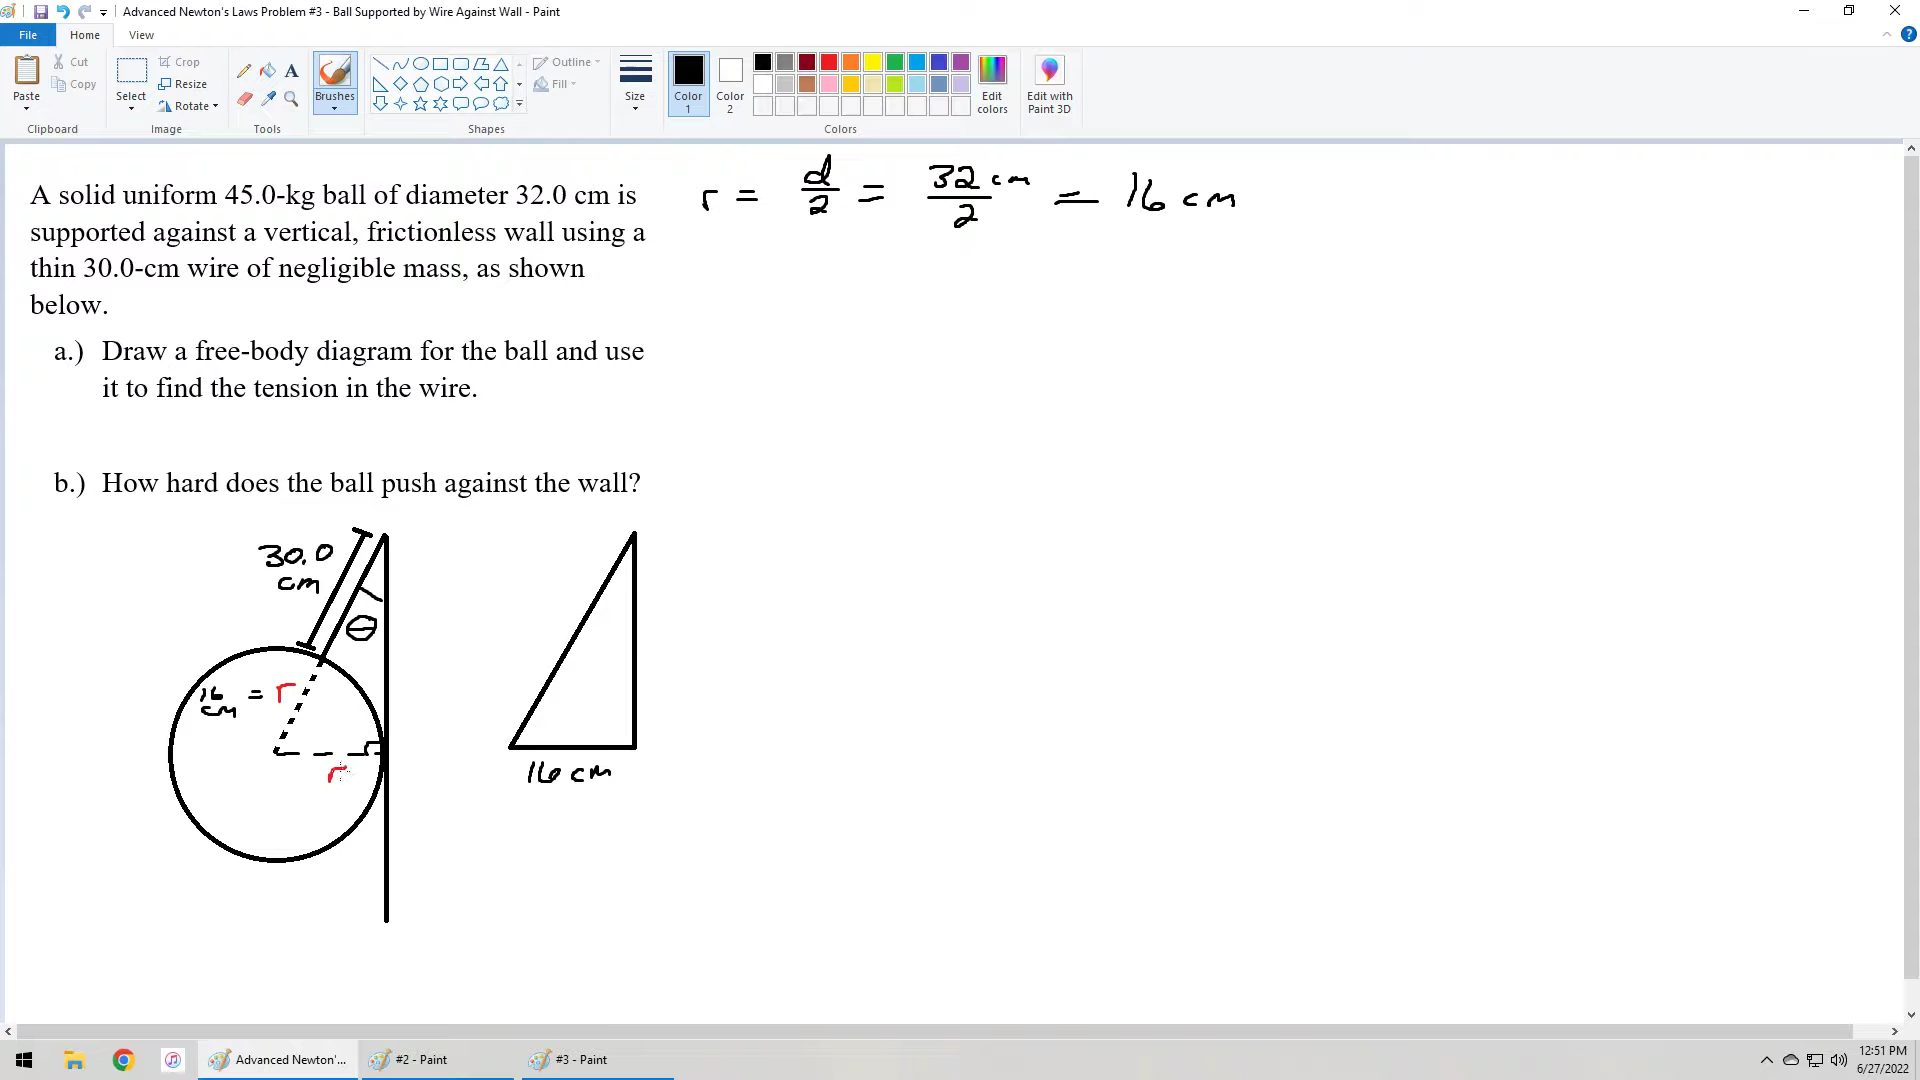 Advanced Newton's Laws Problem #3 - Ball Supported by Wire Against Wall - Paint
File Home View
Paste Cut Copy Clipboard
Select Crop Resize Rotate Image
Tools
Brushes
Outline Fill Shapes
Size
Color 1 Color 2 Edit colors Colors
Edit with Paint 3D
A solid uniform 45.0-kg ball of diameter 32.0 cm is
supported against a vertical, frictionless wall using a
thin 30.0-cm wire of negligible mass, as shown
below.
a.) Draw a free-body diagram for the ball and use
it to find the tension in the wire.
b.) How hard does the ball push against the wall?
r = d/2 = 32 cm/2 = 16 cm
30.0
cm
θ
16 cm = r
r
16 cm
Advanced Newton'... #2 - Paint #3 - Paint
12:51 PM
6/27/2022